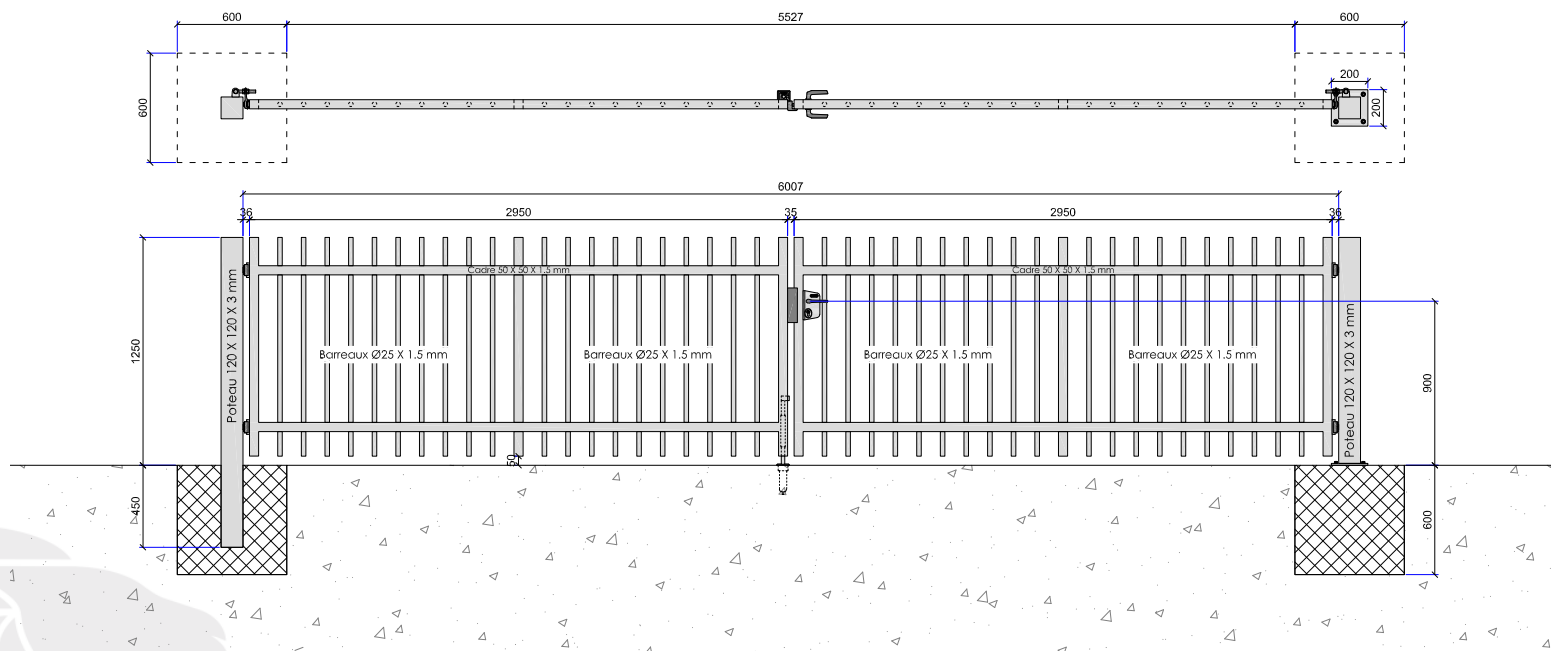 600
5527
600
600
200
200
6007
36
2950
35
2950
36
Cadre 50 X 50 X 1.5 mm
Cadre 50 X 50 X 1.5 mm
1250
Poteau 120 X 120 X 3 mm
Barreaux Ø25 X 1.5 mm
Barreaux Ø25 X 1.5 mm
Barreaux Ø25 X 1.5 mm
Barreaux Ø25 X 1.5 mm
Poteau 120 X 120 X 3 mm
900
50
450
600